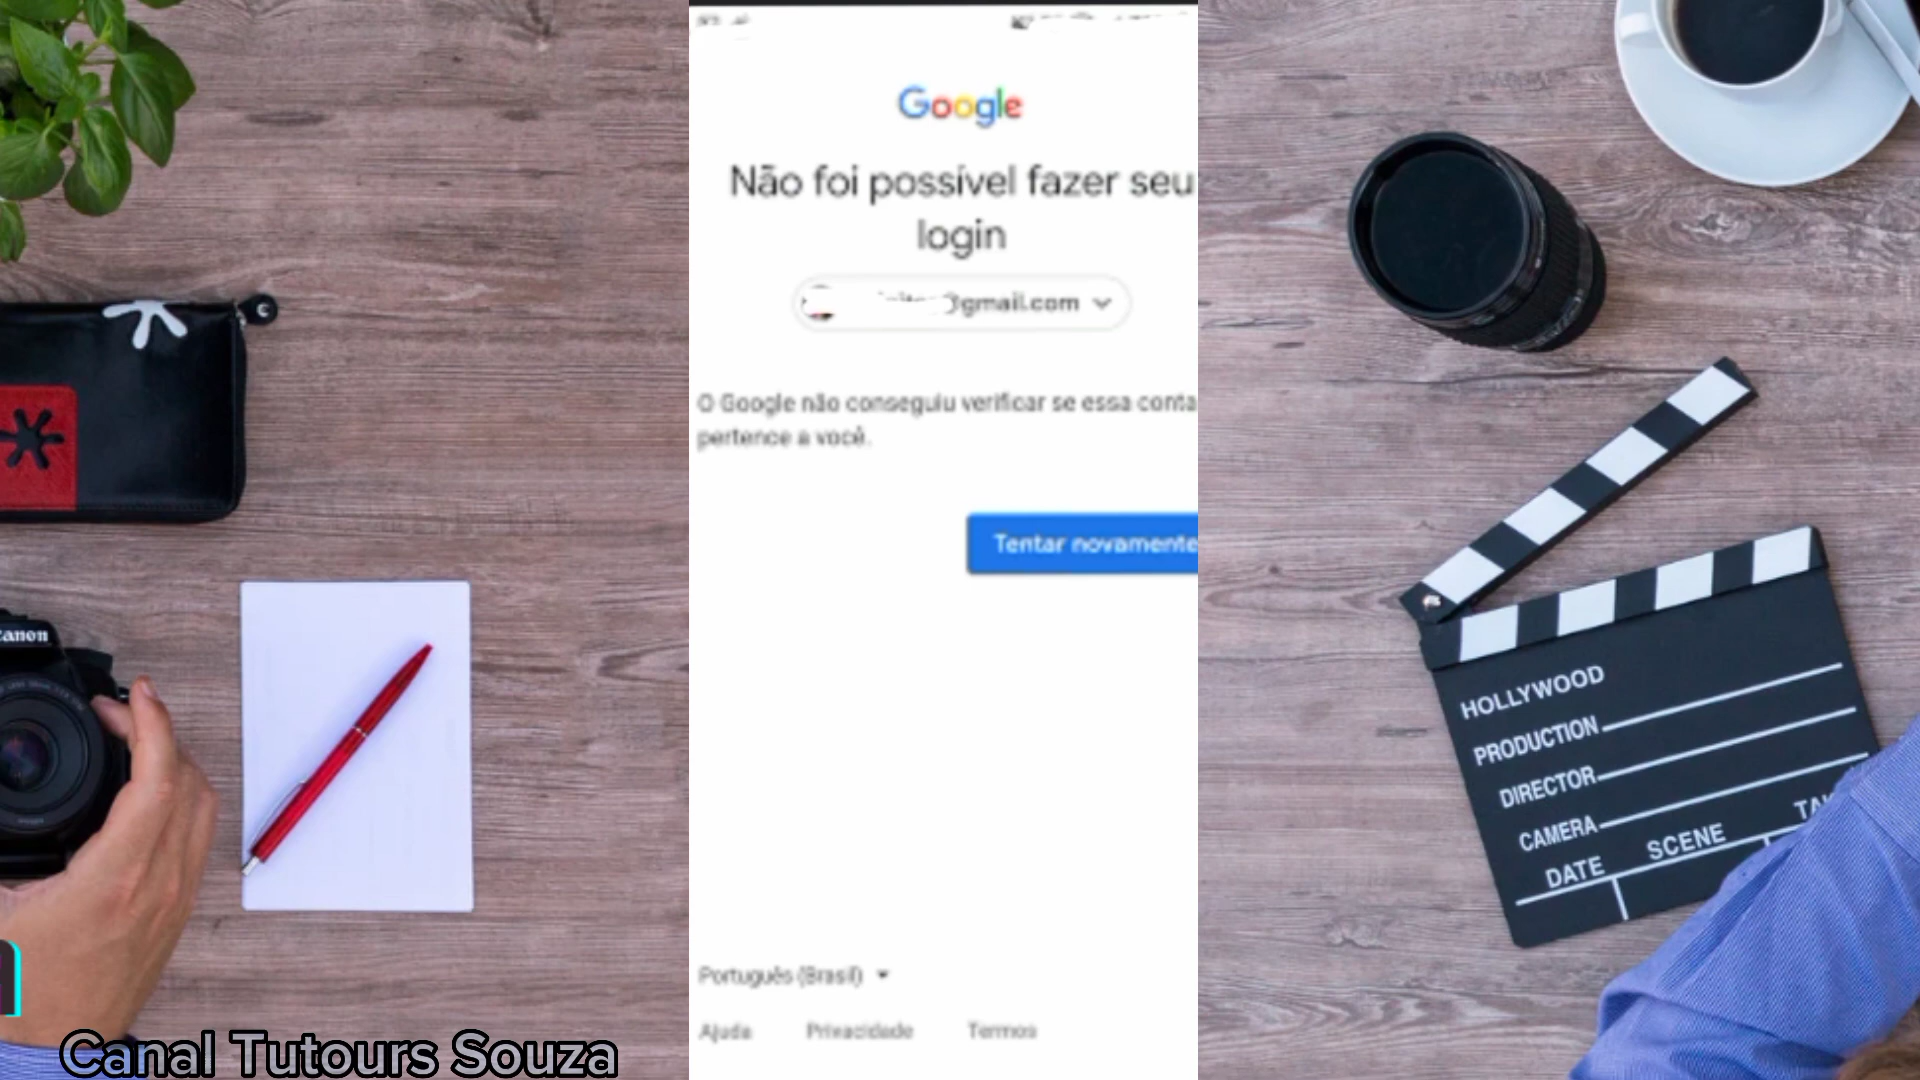 Google
Não foi possível fazer seu
login
@gmail.com
O Google não conseguiu verificar se essa conta
pertence a você.
Tentar novamente
Português (Brasil)
Ajuda Privacidade Termos
Canon
HOLLYWOOD
PRODUCTION
DIRECTOR
CAMERA
DATE SCENE
Canal Tutours Souza